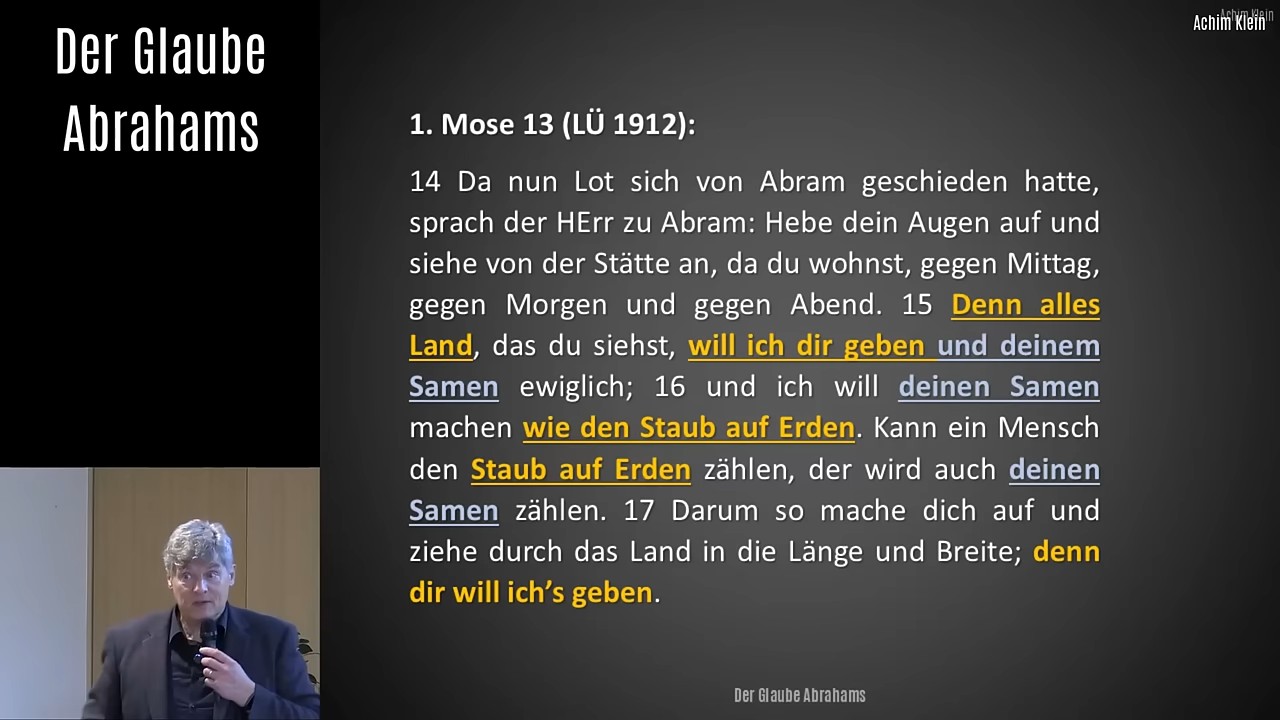 Der Glaube
Abrahams
Achim Klein
Achim Klein
1. Mose 13 (LÜ 1912):
14 Da nun Lot sich von Abram geschieden hatte,
sprach der HErr zu Abram: Hebe dein Augen auf und
siehe von der Stätte an, da du wohnst, gegen Mittag,
gegen Morgen und gegen Abend. 15 Denn alles
Land, das du siehst, will ich dir geben und deinem
Samen ewiglich; 16 und ich will deinen Samen
machen wie den Staub auf Erden. Kann ein Mensch
den Staub auf Erden zählen, der wird auch deinen
Samen zählen. 17 Darum so mache dich auf und
ziehe durch das Land in die Länge und Breite; denn
dir will ich’s geben.
Der Glaube Abrahams